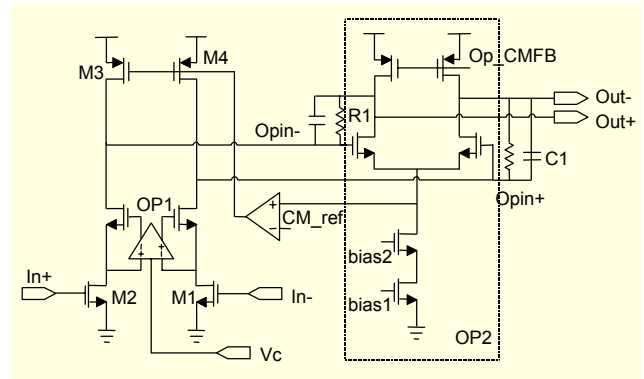 M3
M4
Op_CMFB
Out-
Out+
R1
Opin-
C1
Opin+
OP1
+
-
CM_ref
In+
M2
M1
In-
bias2
bias1
OP2
Vc